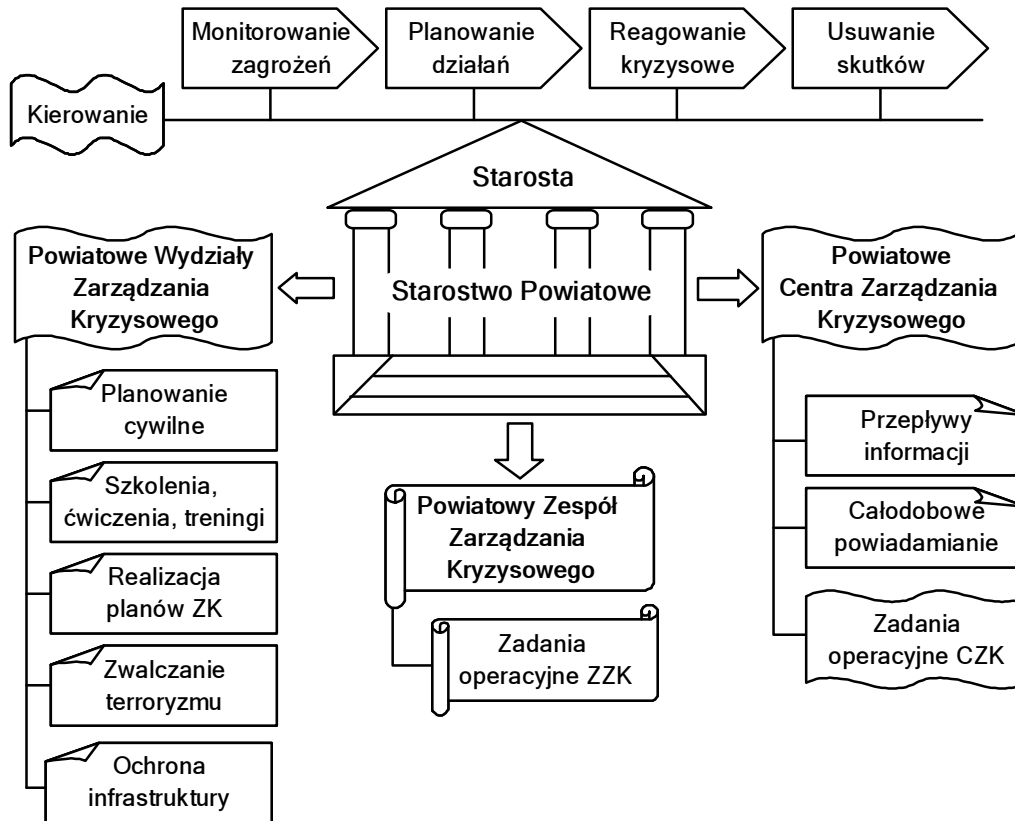 Monitorowanie
zagrożeń
Planowanie
działań
Reagowanie
kryzysowe
Usuwanie
skutków
Kierowanie
Starosta
Starostwo Powiatowe
Powiatowe Wydziały
Zarządzania
Kryzysowego
Planowanie
cywilne
Szkolenia,
ćwiczenia, treningi
Realizacja
planów ZK
Zwalczanie
terroryzmu
Ochrona
infrastruktury
Powiatowy Zespół
Zarządzania
Kryzysowego
Zadania
operacyjne ZZK
Powiatowe
Centra Zarządzania
Kryzysowego
Przepływy
informacji
Całodobowe
powiadamianie
Zadania
operacyjne CZK